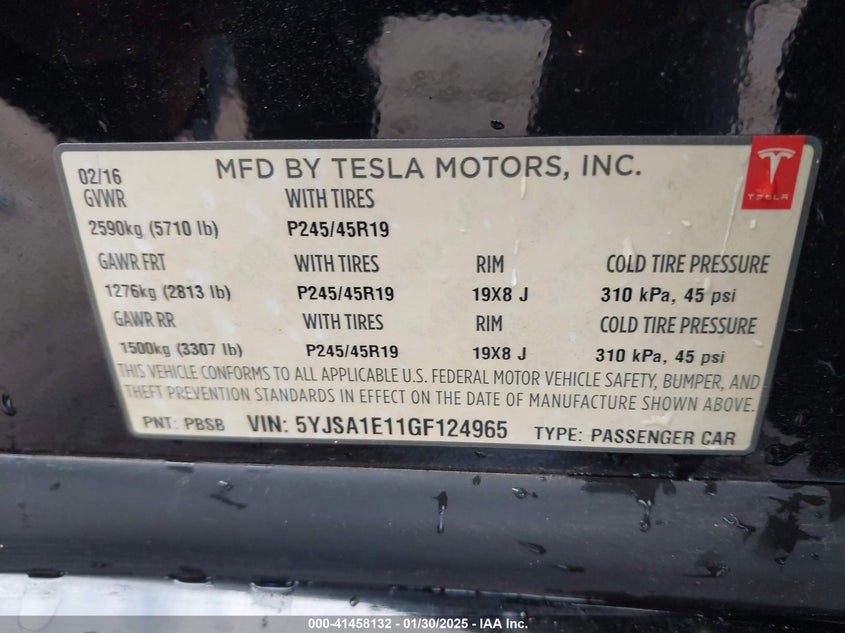 MFD BY TESLA MOTORS, INC.
TESLA
02/16
GVWR WITH TIRES
2590kg (5710 lb) P245/45R19
GAWR FRT WITH TIRES RIM COLD TIRE PRESSURE
1276kg (2813 lb) P245/45R19 19X8 J 310 kPa, 45 psi
GAWR RR WITH TIRES RIM COLD TIRE PRESSURE
1500kg (3307 lb) P245/45R19 19X8 J 310 kPa, 45 psi
THIS VEHICLE CONFORMS TO ALL APPLICABLE U.S. FEDERAL MOTOR VEHICLE SAFETY, BUMPER, AND
THEFT PREVENTION STANDARDS IN EFFECT ON THE DATE OF MANUFACTURE SHOWN ABOVE.
PNT: PBSB VIN: 5YJSA1E11GF124965 TYPE: PASSENGER CAR
000-41458132 - 01/30/2025 - IAA Inc.